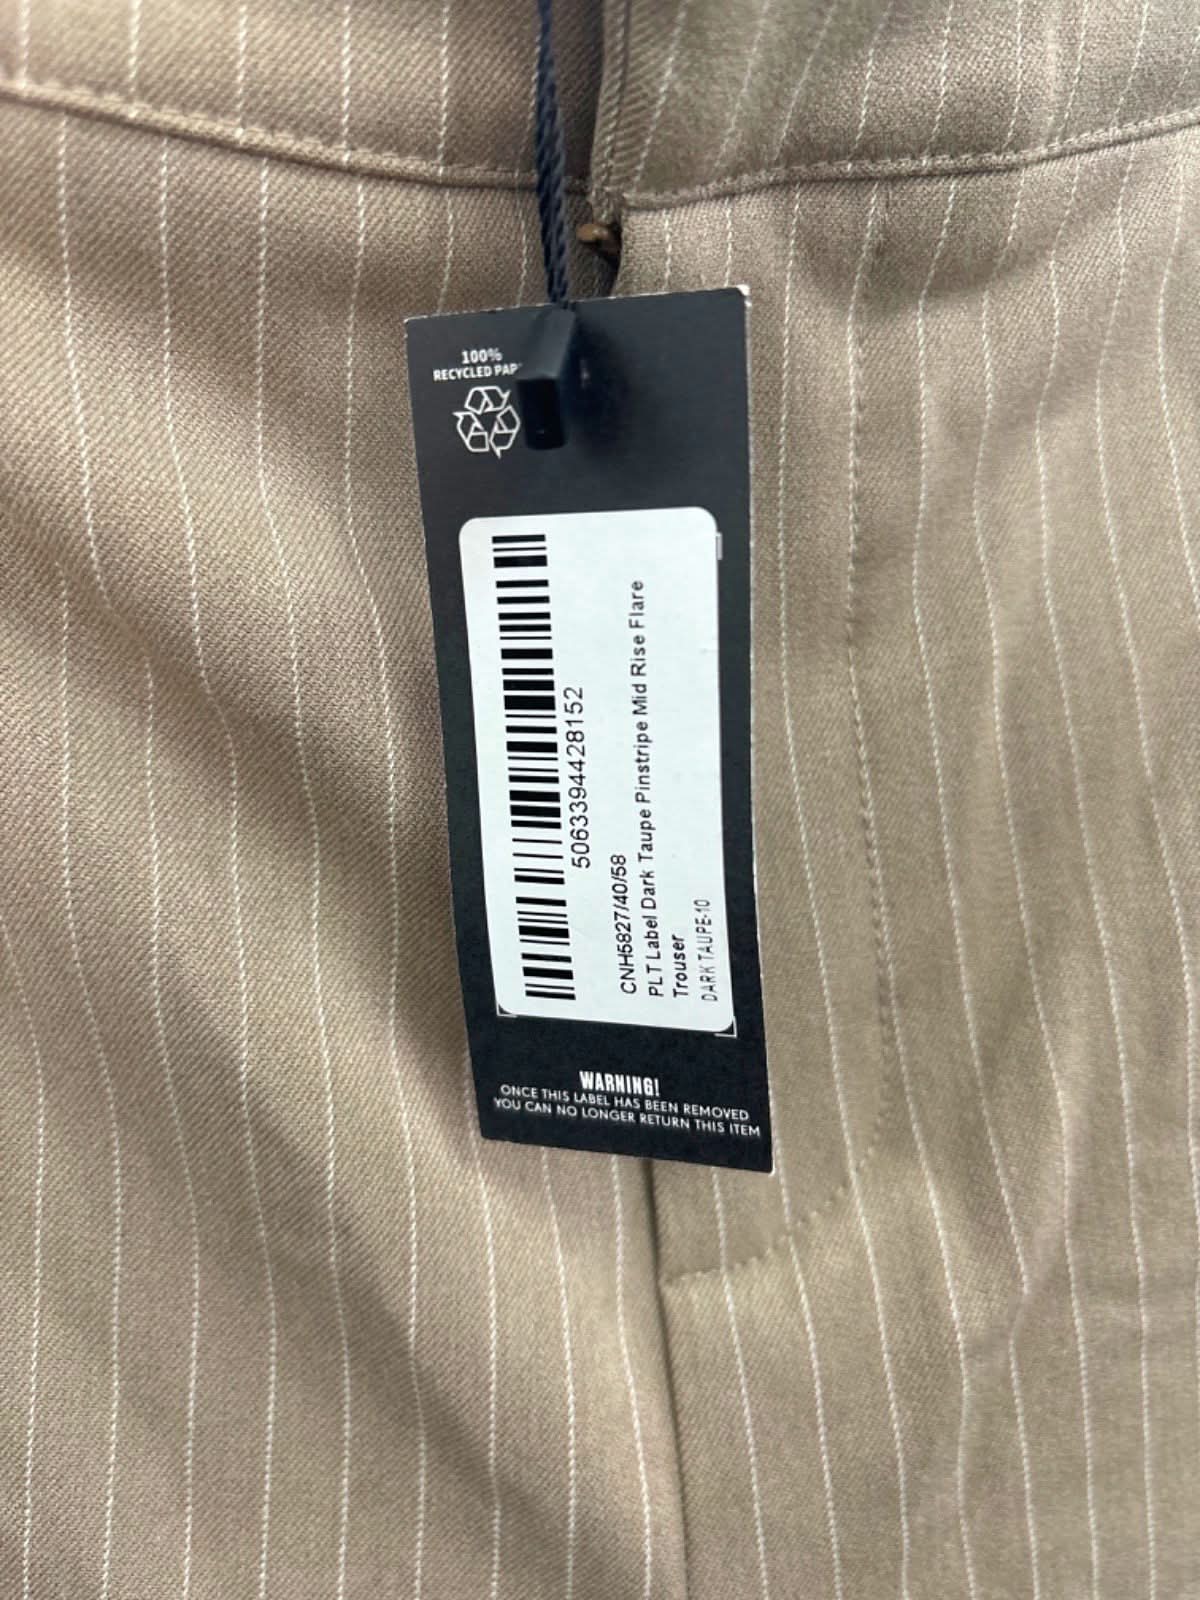 100%
RECYCLED
5063394428152
CNH5827/40/58
PLT Label Dark Taupe Pinstripe Mid Rise Flare
Trouser
DARK TAUPE-10
WARNING!
ONCE THIS LABEL HAS BEEN REMOVED
YOU CAN NO LONGER RETURN THIS ITEM